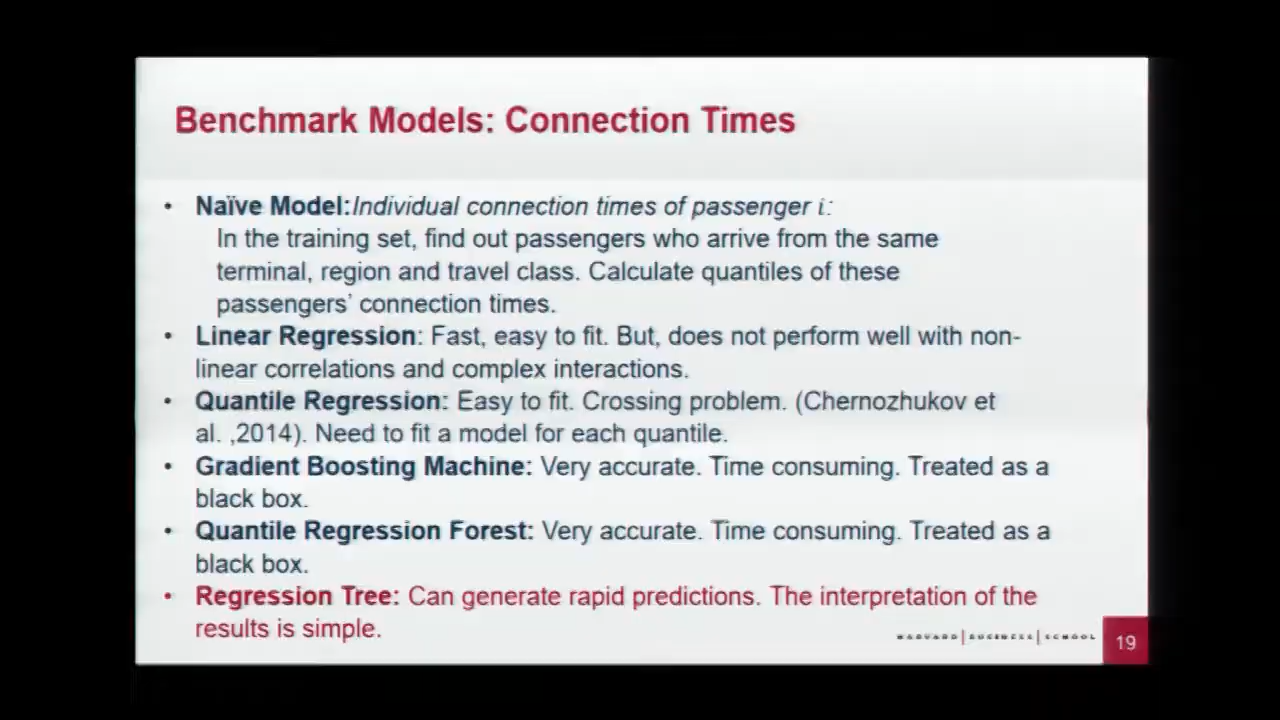 Benchmark Models: Connection Times
• Naïve Model:Individual connection times of passenger i:
In the training set, find out passengers who arrive from the same
terminal, region and travel class. Calculate quantiles of these
passengers' connection times.
• Linear Regression: Fast, easy to fit. But, does not perform well with non-
linear correlations and complex interactions.
• Quantile Regression: Easy to fit. Crossing problem. (Chernozhukov et
al. ,2014). Need to fit a model for each quantile.
• Gradient Boosting Machine: Very accurate. Time consuming. Treated as a
black box.
• Quantile Regression Forest: Very accurate. Time consuming. Treated as a
black box.
• Regression Tree: Can generate rapid predictions. The interpretation of the
results is simple.
HARVARD | BUSINESS | SCHOOL
19